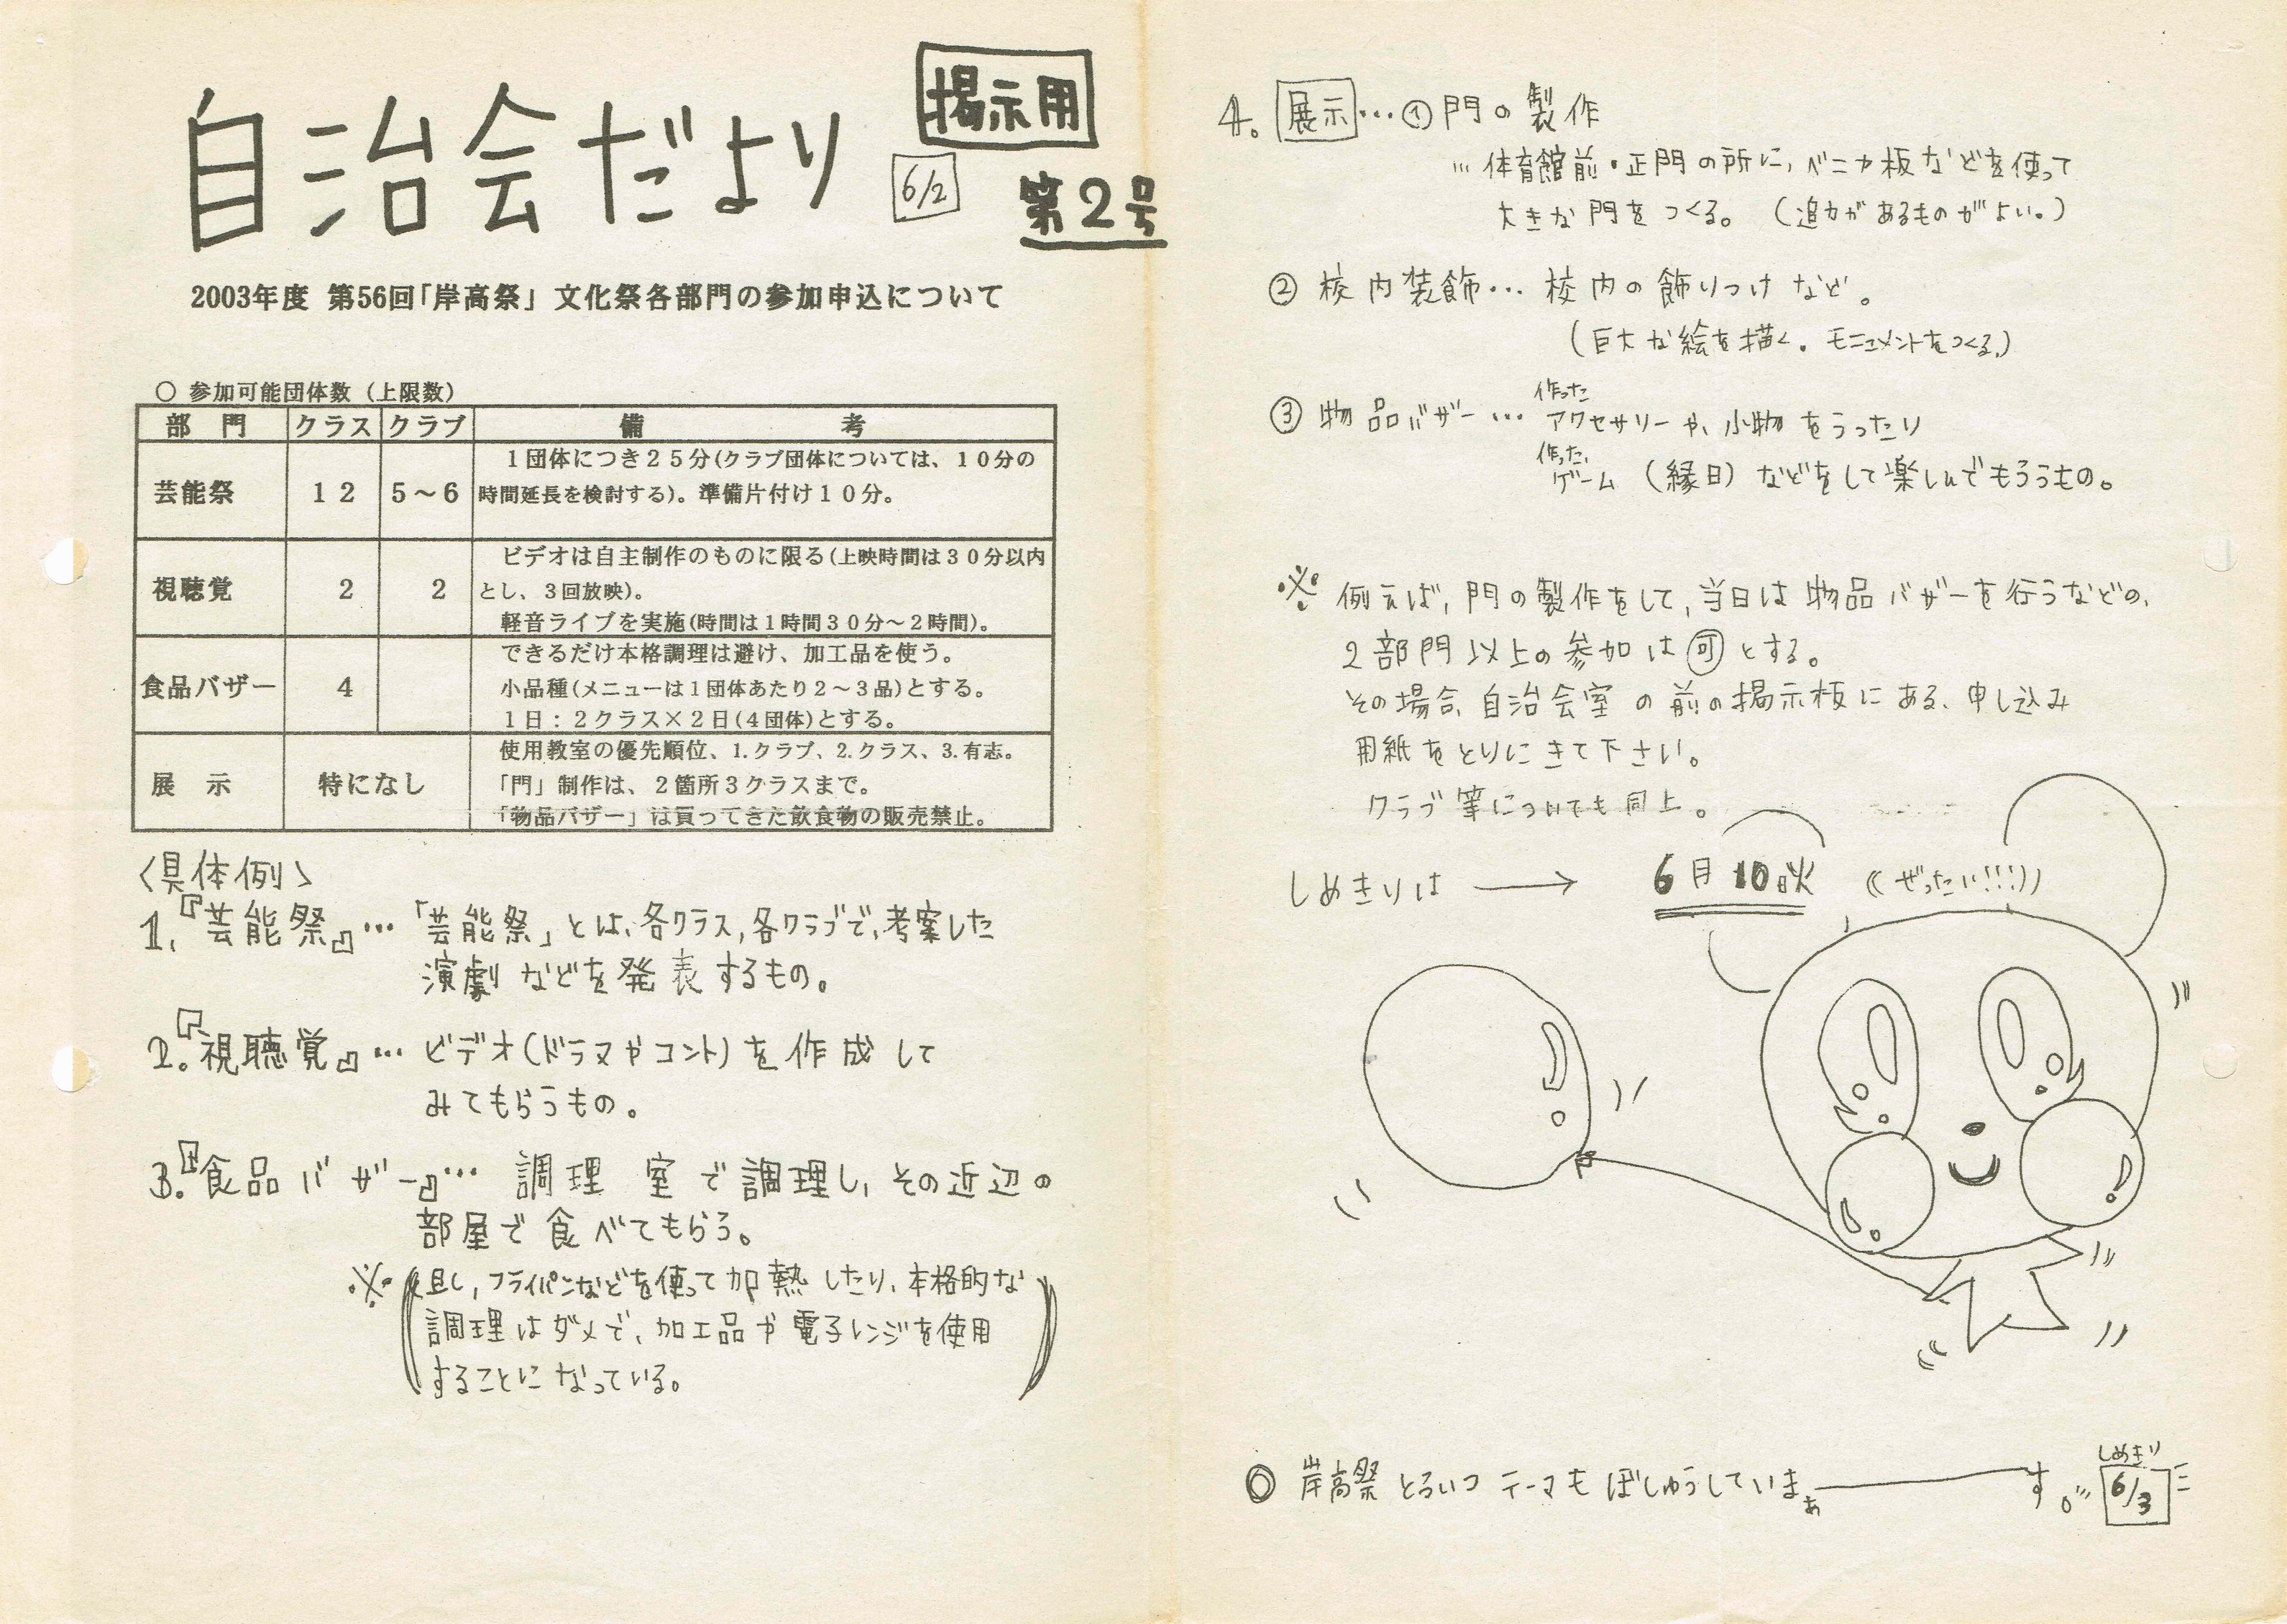 自治会だより
掲示用
6/2
第2号
2003年度 第56回「岸高祭」 文化祭各部門の参加申込について
○ 参加可能団体数（上限数）
部 門 クラス クラブ 備 考
芸能祭 12 5～6
1団体につき25分(クラブ団体については、10分の
時間延長を検討する)。準備片付け10分。
視聴覚 2 2
ビデオは自主制作のものに限る(上映時間は30分以内
とし、3回放映)。
軽音ライブを実施(時間は1時間30分～2時間)。
食品バザー 4
できるだけ本格調理は避け、加工品を使う。
小品種(メニューは1団体あたり2～3品)とする。
1日：2クラス×2日(4団体)とする。
展 示 特になし
使用教室の優先順位、1.クラブ、2.クラス、3.有志。
「門」制作は、2箇所3クラスまで。
「物品バザー」は買ってきた飲食物の販売禁止。
〈具体例〉
1.『芸能祭』…「芸能祭」とは、各クラス,各クラブで、考案した
演劇などを発表するもの。
2.『視聴覚』… ビデオ(ドラマやコント)を作成して
みてもらうもの。
3.『食品バザー』… 調理室で調理し、その近辺の
部屋で食べてもらう。
※(但し,フライパンなどを使って加熱したり、本格的な
調理はダメで、加工品や電子レンジを使用
することになっている。)
4. 展示…①門の製作
…体育館前・正門の所に,ベニヤ板などを使って
大きな門をつくる。（迫力があるものがよい。）
② 校内装飾… 校内の飾りつけなど。
（巨大な絵を描く。モニュメントをつくる。）
③ 物品バザー… 作った アクセサリーや、小物をうったり
作った, ゲーム（縁日）などをして楽しんでもらうもの。
※ 例えば,門の製作をして,当日は物品バザーを行うなどの、
2部門以上の参加は可とする。
その場合、自治会室の前の掲示板にある、申し込み
用紙をとりにきて下さい。
クラブ等についても同上。
しめきりは → 6月10日火 （(ぜったい!!!)）
◎ 岸高祭とういつテーマもぼしゅうしていまぁ――す。
しめきり
6/3